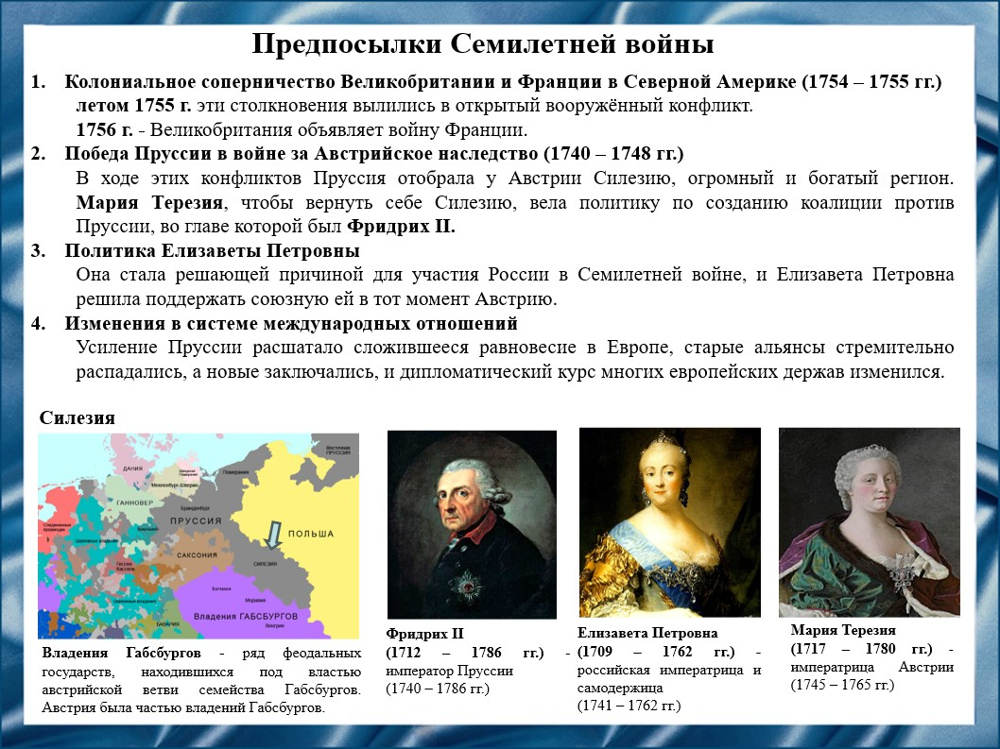 Предпосылки Семилетней войны
1. Колониальное соперничество Великобритании и Франции в Северной Америке (1754 – 1755 гг.)
летом 1755 г. эти столкновения вылились в открытый вооружённый конфликт.
1756 г. - Великобритания объявляет войну Франции.
2. Победа Пруссии в войне за Австрийское наследство (1740 – 1748 гг.)
В ходе этих конфликтов Пруссия отобрала у Австрии Силезию, огромный и богатый регион.
Мария Терезия, чтобы вернуть себе Силезию, вела политику по созданию коалиции против
Пруссии, во главе которой был Фридрих II.
3. Политика Елизаветы Петровны
Она стала решающей причиной для участия России в Семилетней войне, и Елизавета Петровна
решила поддержать союзную ей в тот момент Австрию.
4. Изменения в системе международных отношений
Усиление Пруссии расшатало сложившееся равновесие в Европе, старые альянсы стремительно
распадались, а новые заключались, и дипломатический курс многих европейских держав изменился.
Силезия
Восточная
ПРУССИЯ
ДАНИЯ
Померания
Мекленбург-Шверин
ГАННОВЕР
Бранденбург
ПРУССИЯ
ПОЛЬША
САКСОНИЯ
СИЛЕЗИЯ
Гессен
Кассель
Богемия
Моравия
Владения ГАБСБУРГОВ
Венгрия
БАВАРИЯ
Владения Габсбургов - ряд феодальных
государств, находившихся под властью
австрийской ветви семейства Габсбургов.
Австрия была частью владений Габсбургов.
Фридрих II
(1712 – 1786 гг.) -
император Пруссии
(1740 – 1786 гг.)
Елизавета Петровна
(1709 – 1762 гг.) -
российская императрица и
самодержица
(1741 – 1762 гг.)
Мария Терезия
(1717 – 1780 гг.) -
императрица Австрии
(1745 – 1765 гг.)